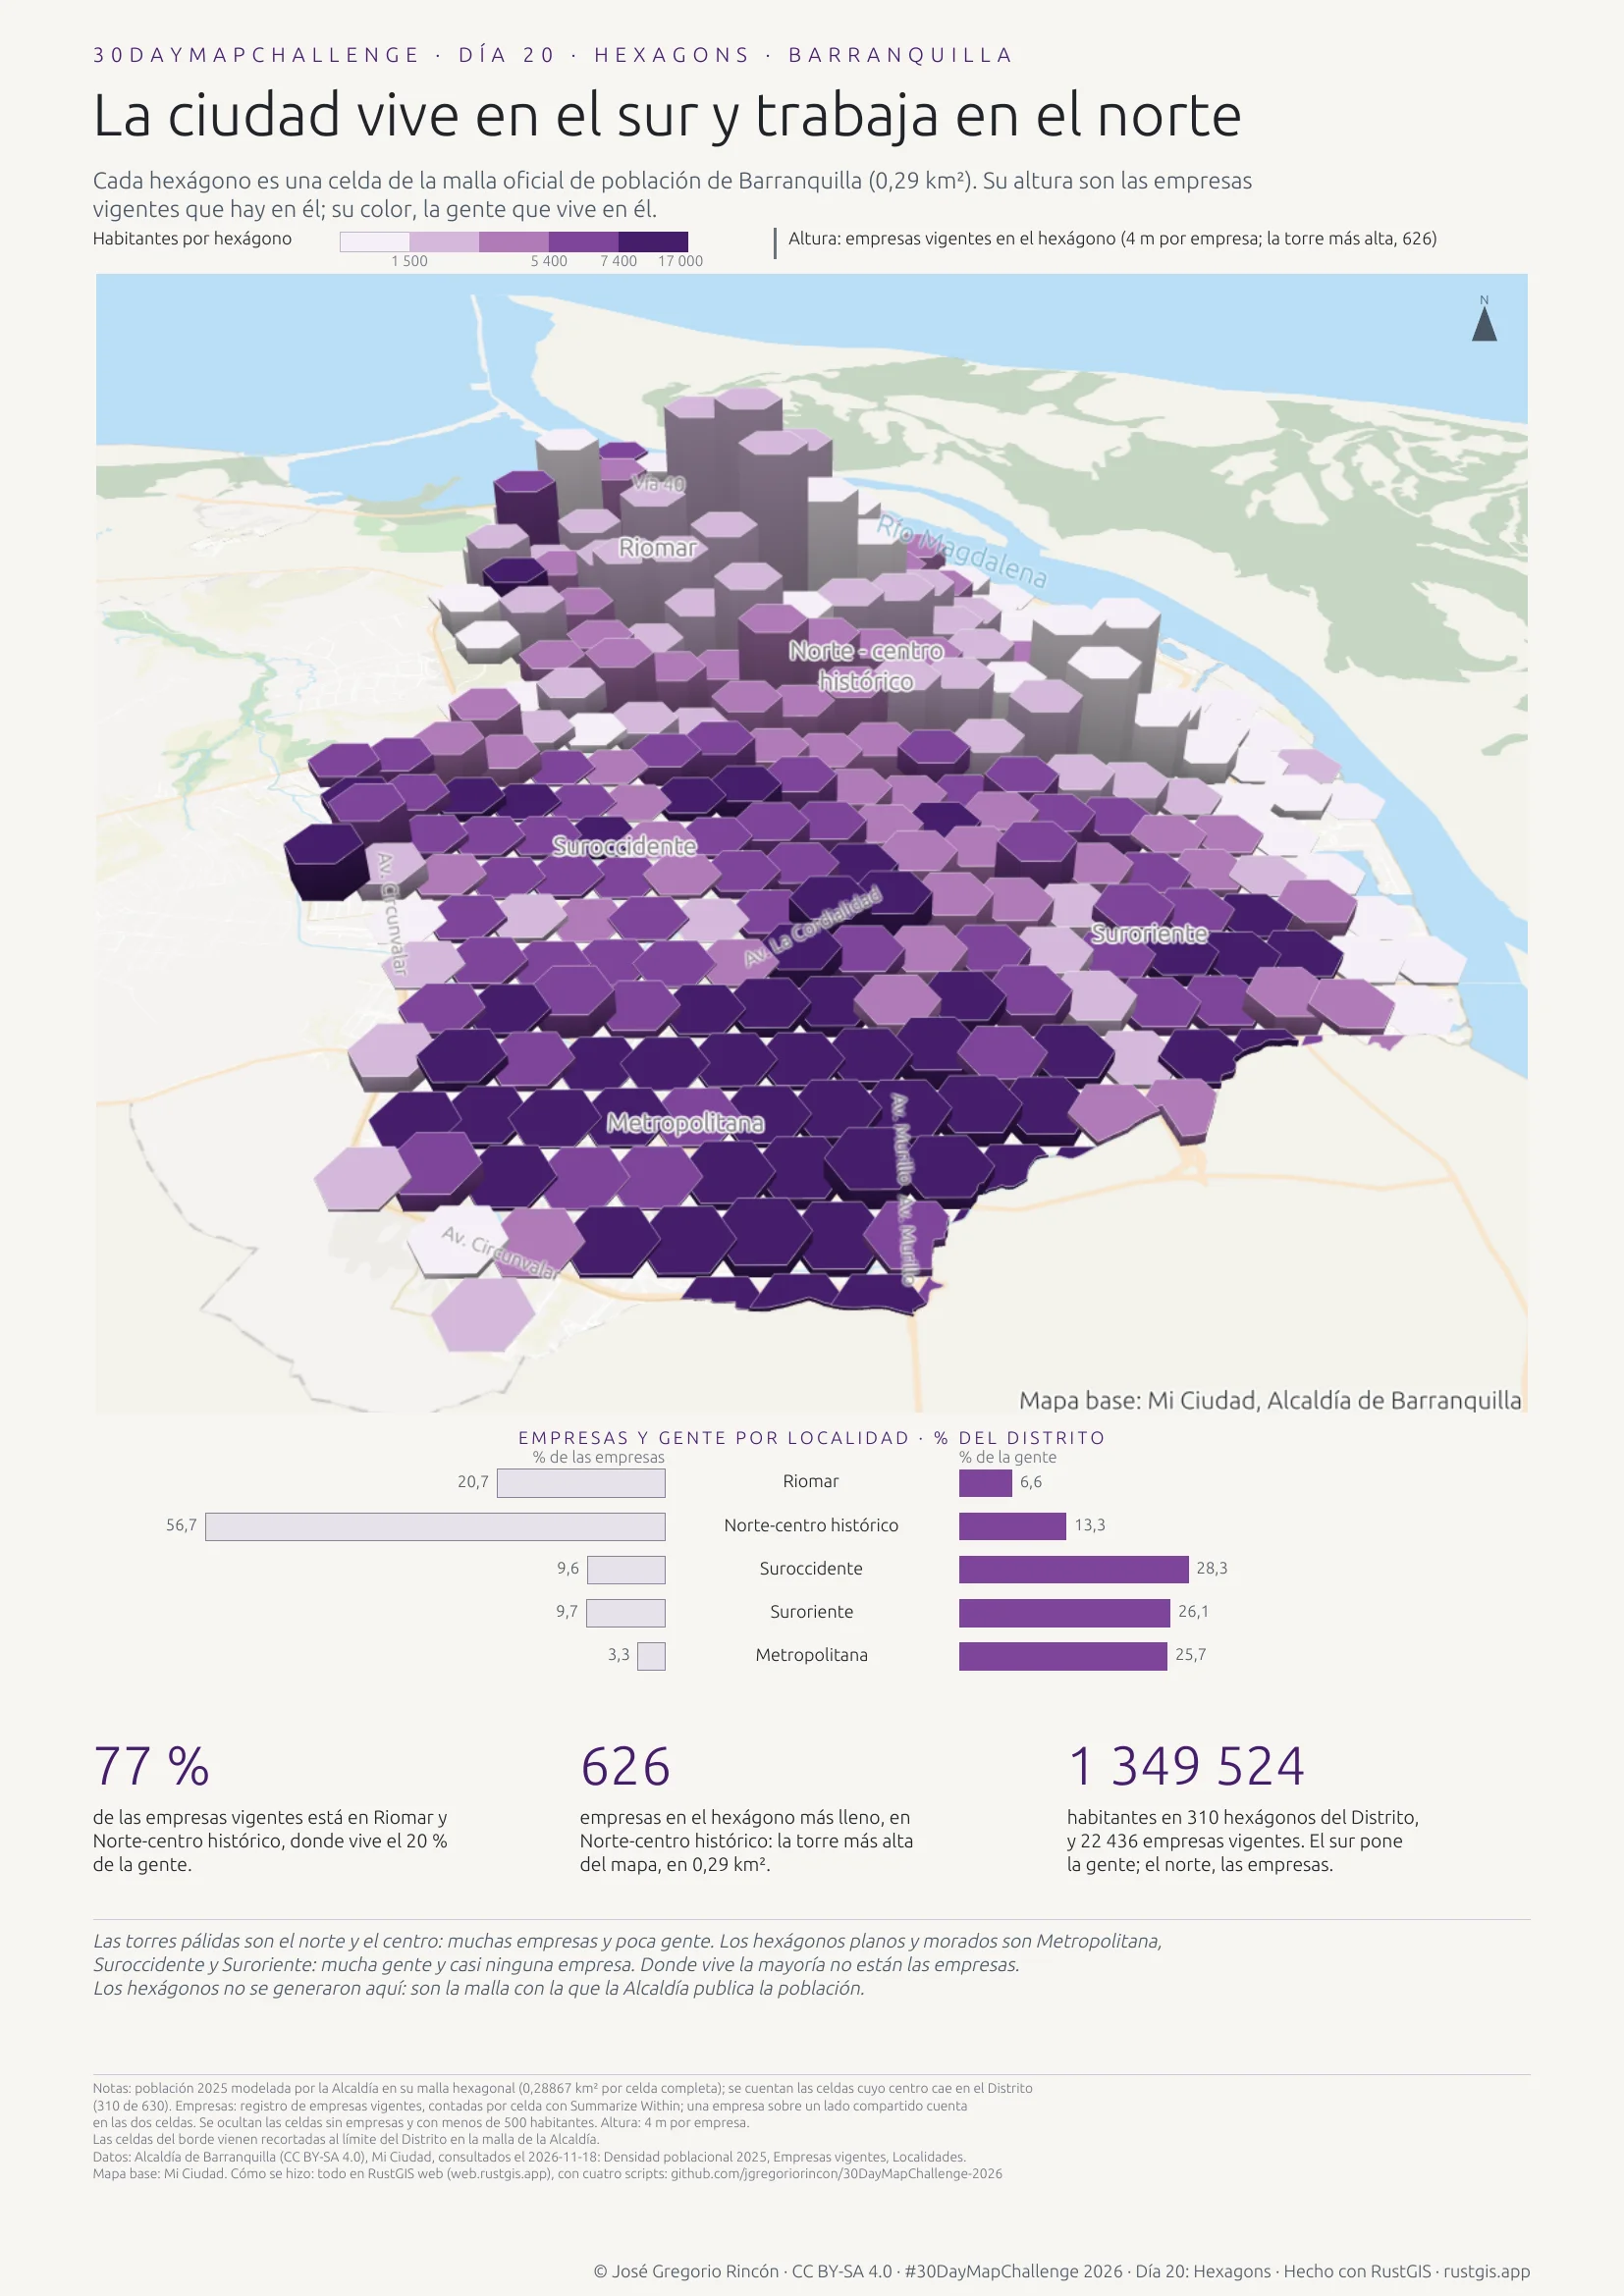 30DAYMAPCHALLENGE · DÍA 20 · HEXAGONS · BARRANQUILLA
La ciudad vive en el sur y trabaja en el norte
Cada hexágono es una celda de la malla oficial de población de Barranquilla (0,29 km²). Su altura son las empresas
vigentes que hay en él; su color, la gente que vive en él.
Habitantes por hexágono
1 500 5 400 7 400 17 000
Altura: empresas vigentes en el hexágono (4 m por empresa; la torre más alta, 626)
N
Vía 40
Río Magdalena
Riomar
Norte - centro
histórico
Suroccidente
Av. Circunvalar
Av. La Cordialidad
Suroriente
Metropolitana
Av. Murillo
Av. Murillo
Av. Circunvalar
Mapa base: Mi Ciudad, Alcaldía de Barranquilla
EMPRESAS Y GENTE POR LOCALIDAD · % DEL DISTRITO
% de las empresas % de la gente
20,7 Riomar 6,6
56,7 Norte-centro histórico 13,3
9,6 Suroccidente 28,3
9,7 Suroriente 26,1
3,3 Metropolitana 25,7
77 %
de las empresas vigentes está en Riomar y
Norte-centro histórico, donde vive el 20 %
de la gente.
626
empresas en el hexágono más lleno, en
Norte-centro histórico: la torre más alta
del mapa, en 0,29 km².
1 349 524
habitantes en 310 hexágonos del Distrito,
y 22 436 empresas vigentes. El sur pone
la gente; el norte, las empresas.
Las torres pálidas son el norte y el centro: muchas empresas y poca gente. Los hexágonos planos y morados son Metropolitana,
Suroccidente y Suroriente: mucha gente y casi ninguna empresa. Donde vive la mayoría no están las empresas.
Los hexágonos no se generaron aquí: son la malla con la que la Alcaldía publica la población.
Notas: población 2025 modelada por la Alcaldía en su malla hexagonal (0,28867 km² por celda completa); se cuentan las celdas cuyo centro cae en el Distrito
(310 de 630). Empresas: registro de empresas vigentes, contadas por celda con Summarize Within; una empresa sobre un lado compartido cuenta
en las dos celdas. Se ocultan las celdas sin empresas y con menos de 500 habitantes. Altura: 4 m por empresa.
Las celdas del borde vienen recortadas al límite del Distrito en la malla de la Alcaldía.
Datos: Alcaldía de Barranquilla (CC BY-SA 4.0), Mi Ciudad, consultados el 2026-11-18: Densidad poblacional 2025, Empresas vigentes, Localidades.
Mapa base: Mi Ciudad. Cómo se hizo: todo en RustGIS web (web.rustgis.app), con cuatro scripts: github.com/jgregoriorincon/30DayMapChallenge-2026
© José Gregorio Rincón · CC BY-SA 4.0 · #30DayMapChallenge 2026 · Día 20: Hexagons · Hecho con RustGIS · rustgis.app